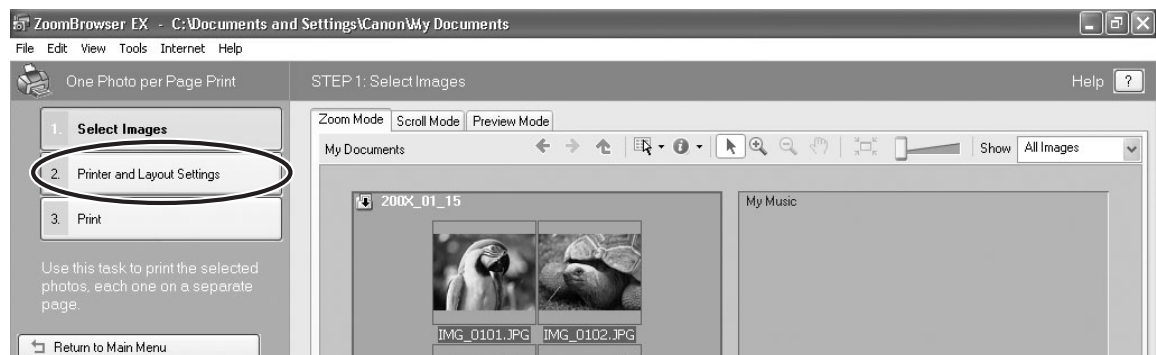 ZoomBrowser EX - C:\Documents and Settings\Canon\My Documents
File Edit View Tools Internet Help
One Photo per Page Print
STEP 1: Select Images
Help ?
1. Select Images
2. Printer and Layout Settings
3. Print
Use this task to print the selected
photos, each one on a separate
page.
Return to Main Menu
Zoom Mode Scroll Mode Preview Mode
My Documents
Show All Images
200X_01_15
My Music
IMG_0101.JPG IMG_0102.JPG